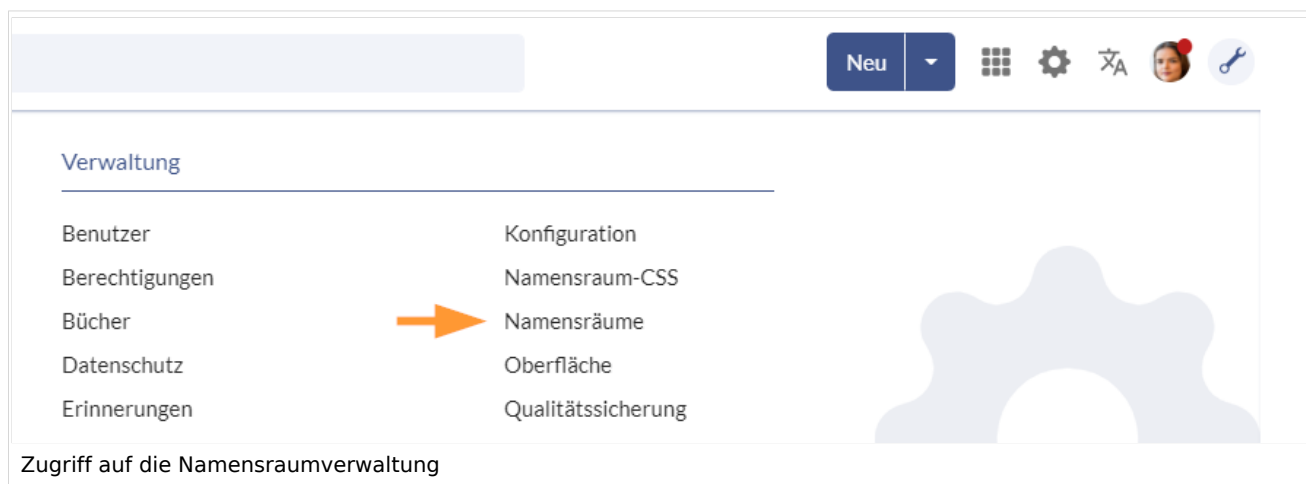 Neu
Verwaltung
Benutzer
Berechtigungen
Bücher
Datenschutz
Erinnerungen
Konfiguration
Namensraum-CSS
Namensräume
Oberfläche
Qualitätssicherung
Zugriff auf die Namensraumverwaltung